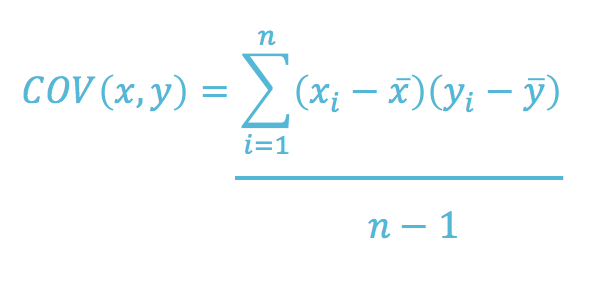 n
COV(x, y) = ∑(xᵢ − x̄)(yᵢ − ȳ)
i=1
n − 1